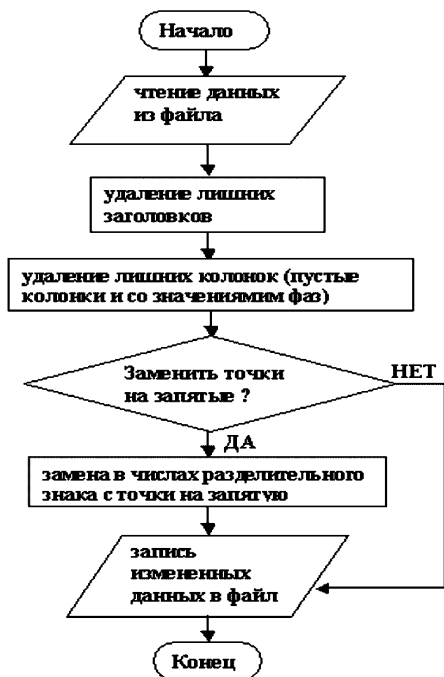 Начало
чтение данных
из файла
удаление лишних
заголовков
удаление лишних колонок (пустые
колонки и со значениямим фаз)
Заменить точки
на запятые ?
НЕТ
ДА
замена в числах разделительного
знака с точки на запятую
запись
измененных
данных в файл
Конец